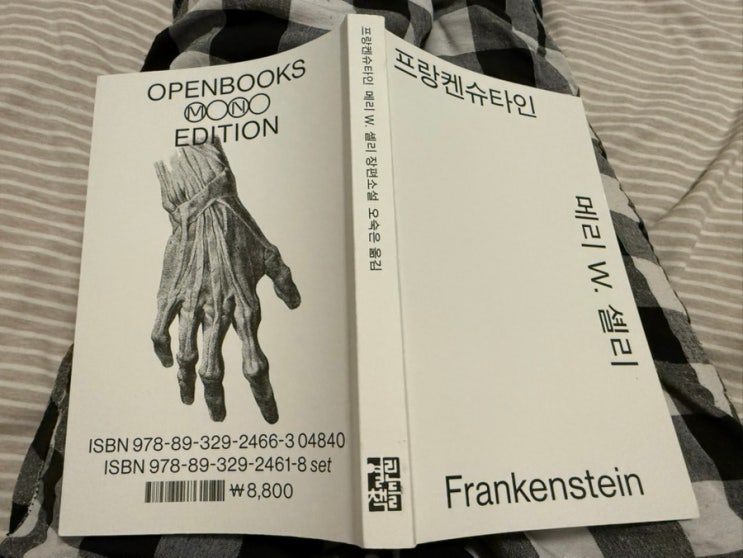 OPENBOOKS
MONO
EDITION
ISBN 978-89-329-2466-3 04840
ISBN 978-89-329-2461-8 set
₩8,800
프랑켄슈타인 메리 W. 셸리 장편소설 오숙은 옮김
열린책들
프랑켄슈타인
메리 W. 셸리
Frankenstein